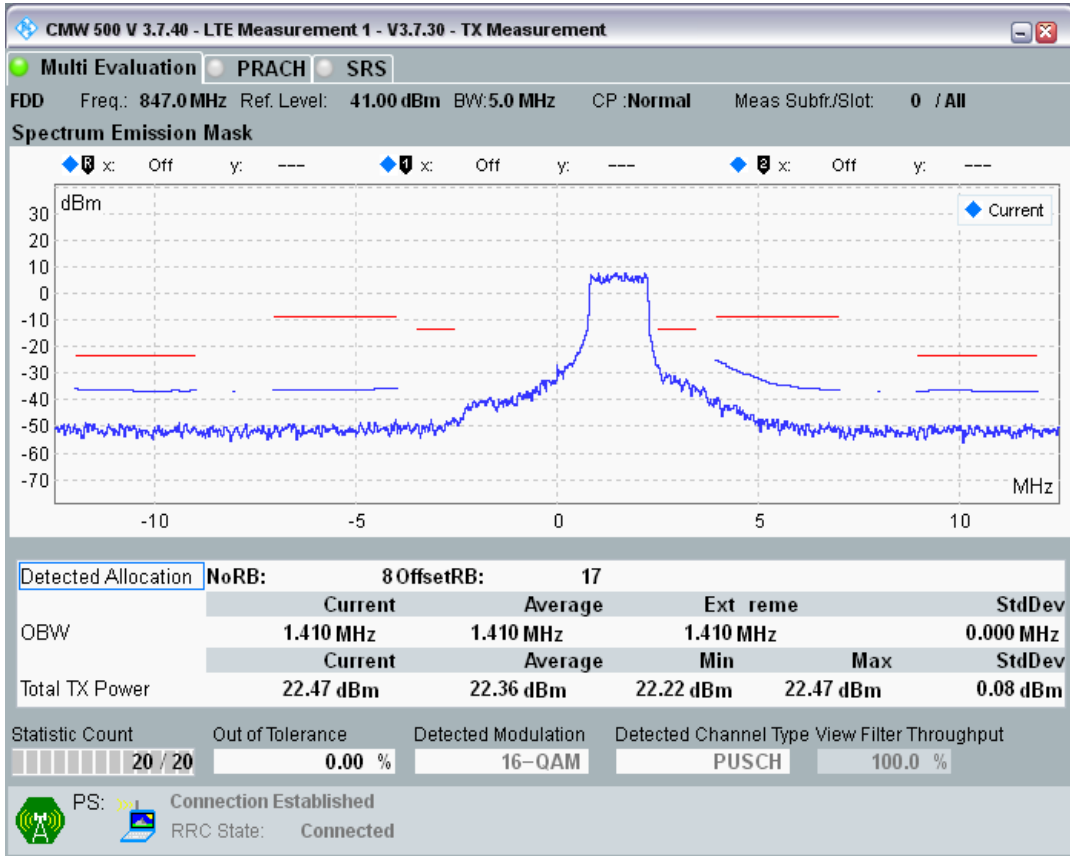 CMW 500 V 3.7.40 - LTE Measurement 1 - V3.7.30 - TX Measurement
Multi Evaluation PRACH SRS
FDD Freq.: 847.0 MHz Ref. Level: 41.00 dBm BW: 5.0 MHz CP : Normal Meas Subfr./Slot: 0 / All
Spectrum Emission Mask
R x: Off y: --- 1 x: Off y: --- 2 x: Off y: ---
dBm
Current
30
20
10
0
-10
-20
-30
-40
-50
-60
-70
MHz
-10 -5 0 5 10
Detected Allocation NoRB: 8 OffsetRB: 17
Current Average Ext reme StdDev
OBW 1.410 MHz 1.410 MHz 1.410 MHz 0.000 MHz
Current Average Min Max StdDev
Total TX Power 22.47 dBm 22.36 dBm 22.22 dBm 22.47 dBm 0.08 dBm
Statistic Count Out of Tolerance Detected Modulation Detected Channel Type View Filter Throughput
20 / 20 0.00 % 16-QAM PUSCH 100.0 %
PS: Connection Established
RRC State: Connected